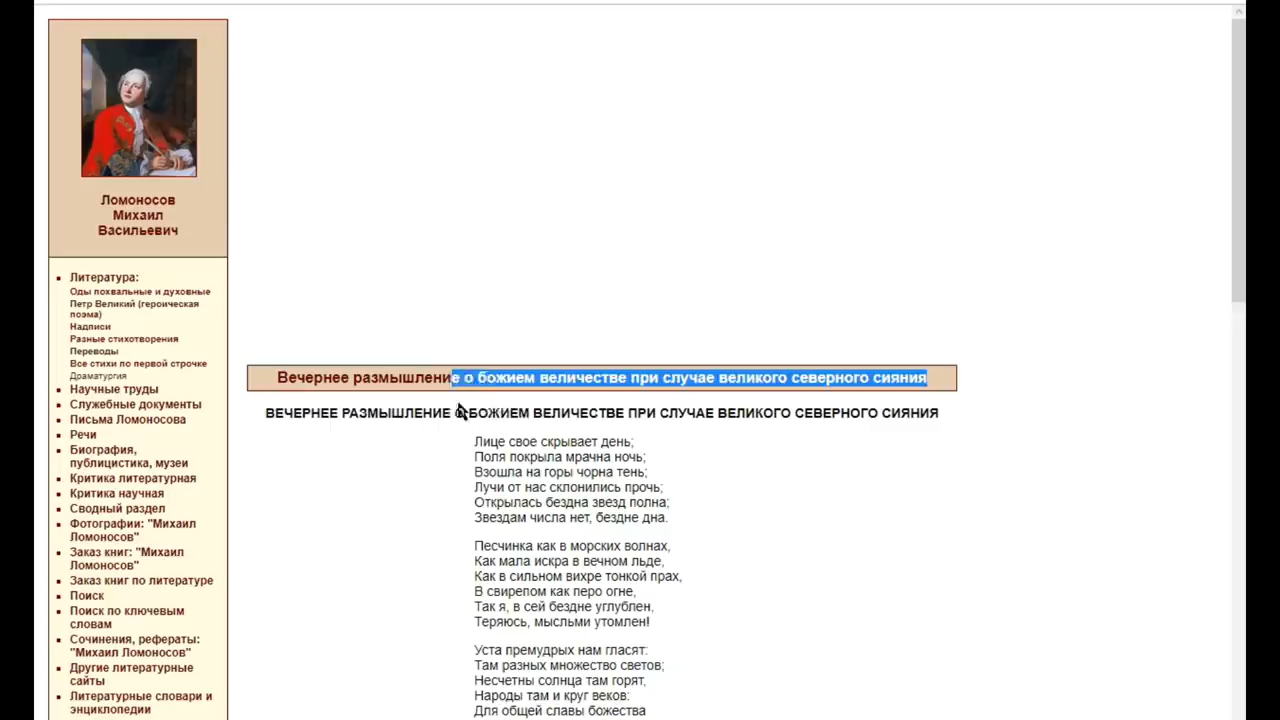 Ломоносов
Михаил
Васильевич
Литература:
Оды похвальные и духовные
Петр Великий (героическая
поэма)
Надписи
Разные стихотворения
Переводы
Все стихи по первой строчке
Драматургия
Научные труды
Служебные документы
Письма Ломоносова
Речи
Биография,
публицистика, музеи
Критика литературная
Критика научная
Сводный раздел
Фотографии: "Михаил
Ломоносов"
Заказ книг: "Михаил
Ломоносов"
Заказ книг по литературе
Поиск
Поиск по ключевым
словам
Сочинения, рефераты:
"Михаил Ломоносов"
Другие литературные
сайты
Литературные словари и
энциклопедии
Вечернее размышление о божием величестве при случае великого северного сияния
ВЕЧЕРНЕЕ РАЗМЫШЛЕНИЕ О БОЖИЕМ ВЕЛИЧЕСТВЕ ПРИ СЛУЧАЕ ВЕЛИКОГО СЕВЕРНОГО СИЯНИЯ
Лице свое скрывает день;
Поля покрыла мрачна ночь;
Взошла на горы чорна тень;
Лучи от нас склонились прочь;
Открылась бездна звезд полна;
Звездам числа нет, бездне дна.
Песчинка как в морских волнах,
Как мала искра в вечном льде,
Как в сильном вихре тонкой прах,
В свирепом как перо огне,
Так я, в сей бездне углублен,
Теряюсь, мысльми утомлен!
Уста премудрых нам гласят:
Там разных множество светов;
Несчетны солнца там горят,
Народы там и круг веков:
Для общей славы божества